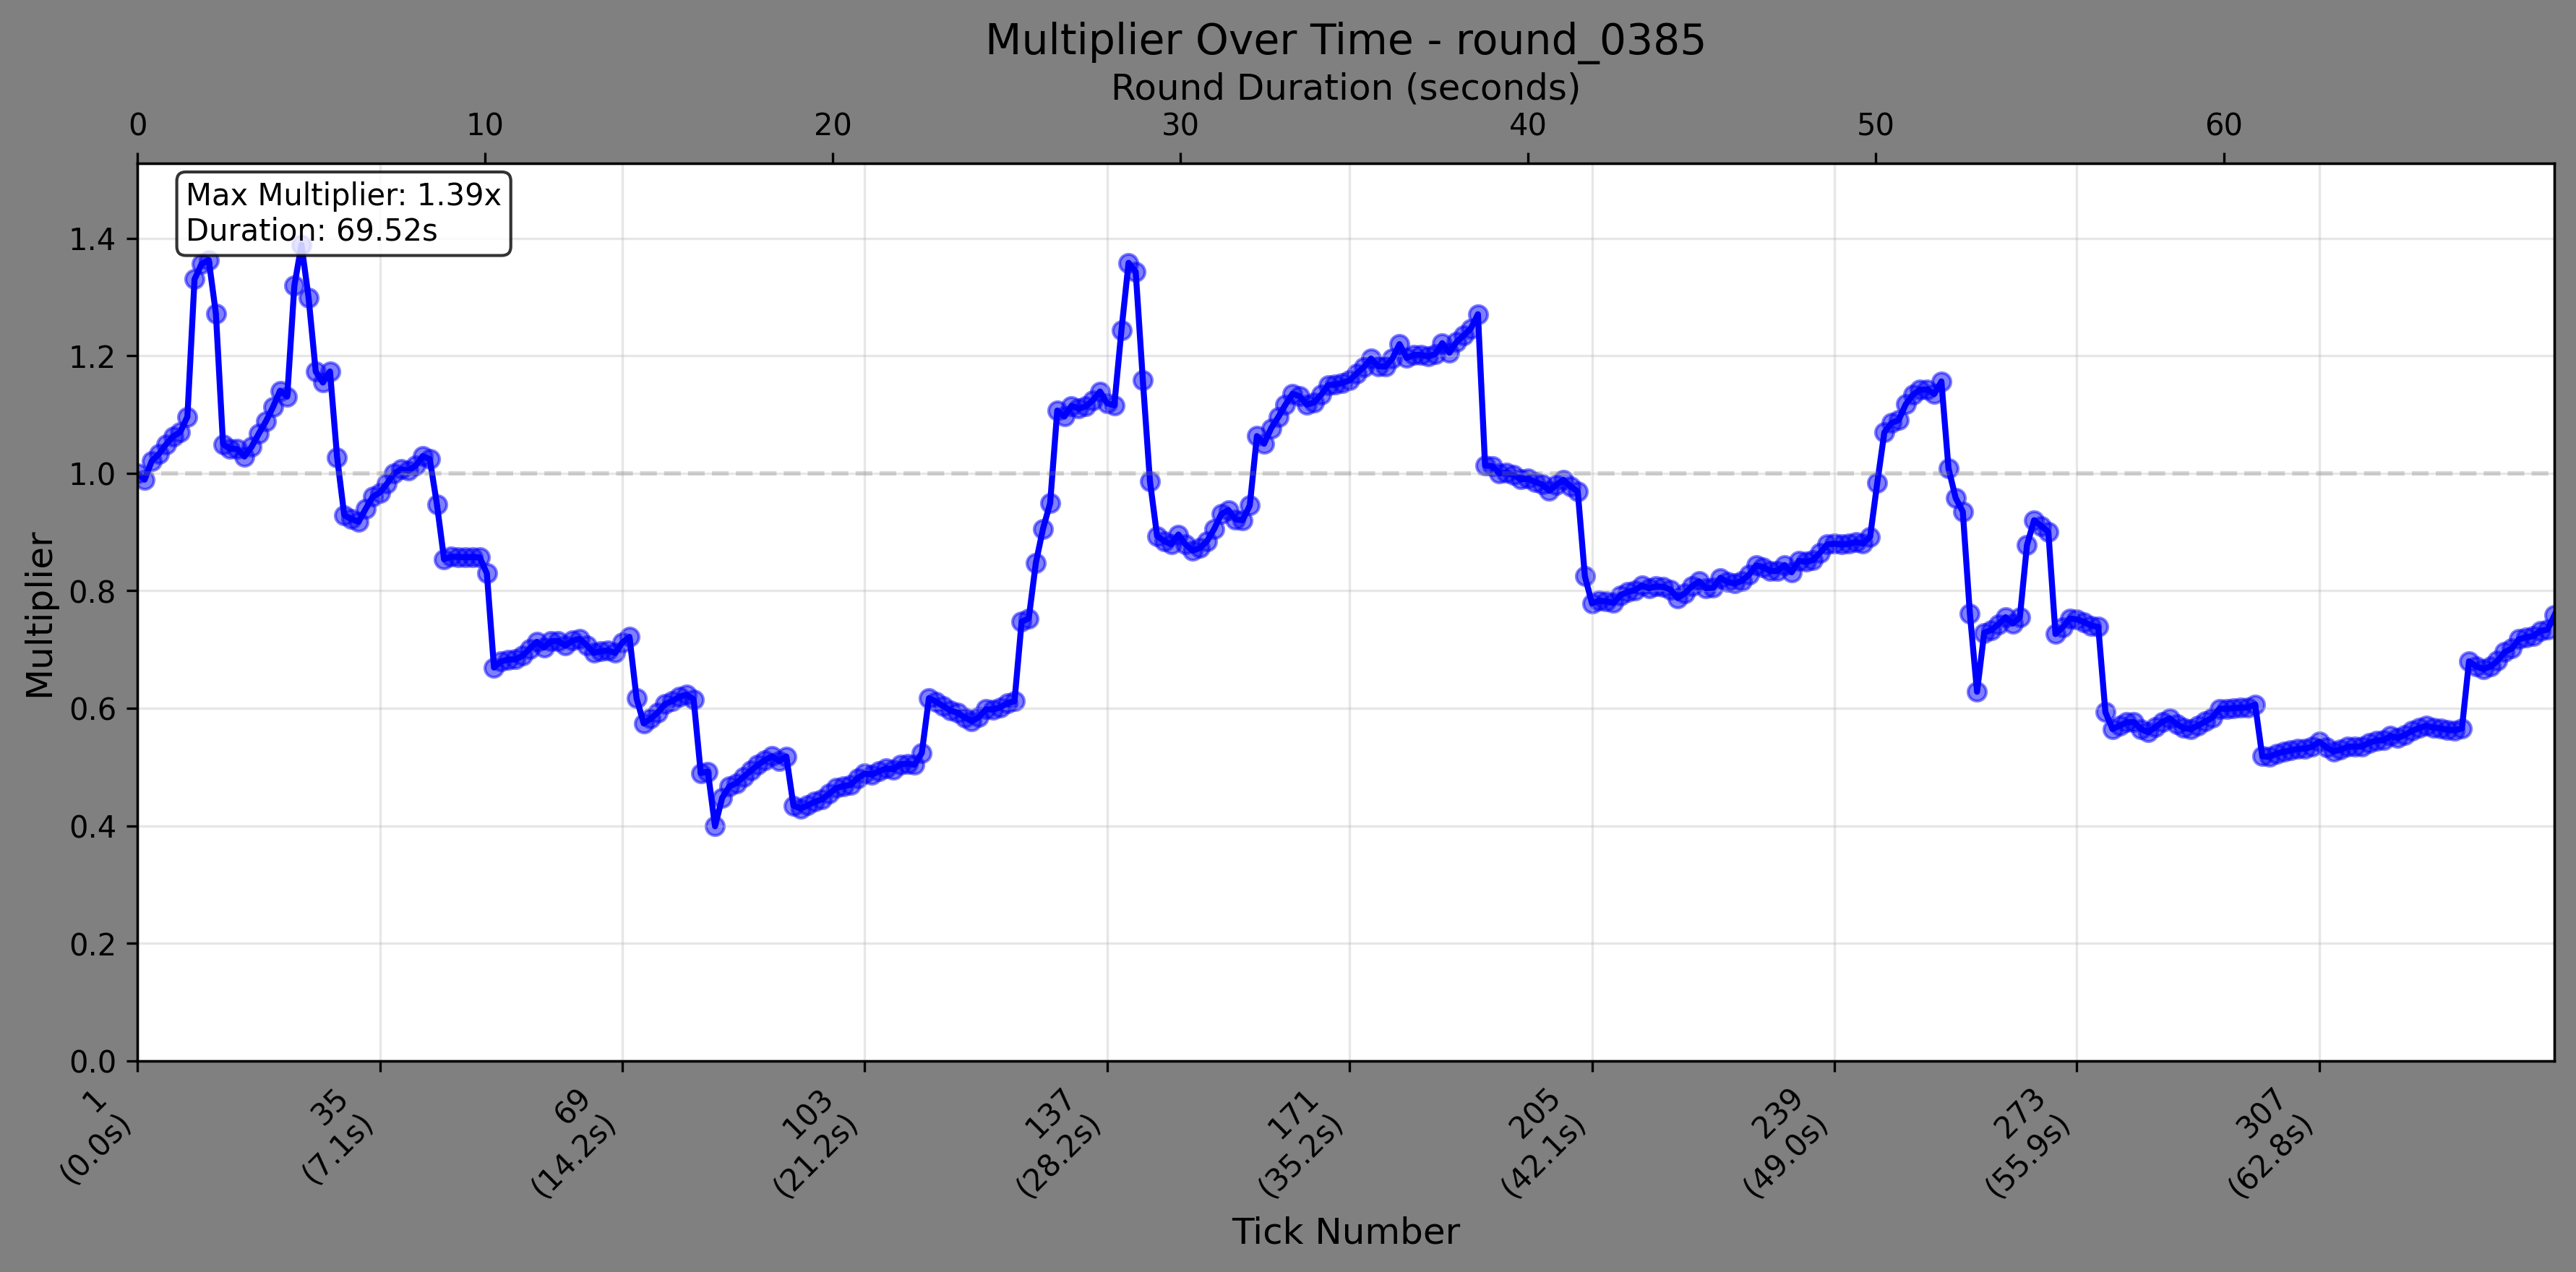 Multiplier Over Time - round_0385
Round Duration (seconds)
0 10 20 30 40 50 60
Max Multiplier: 1.39x
Duration: 69.52s
Multiplier
1.4
1.2
1.0
0.8
0.6
0.4
0.2
0.0
1
(0.0s)
35
(7.1s)
69
(14.2s)
103
(21.2s)
137
(28.2s)
171
(35.2s)
205
(42.1s)
239
(49.0s)
273
(55.9s)
307
(62.8s)
Tick Number